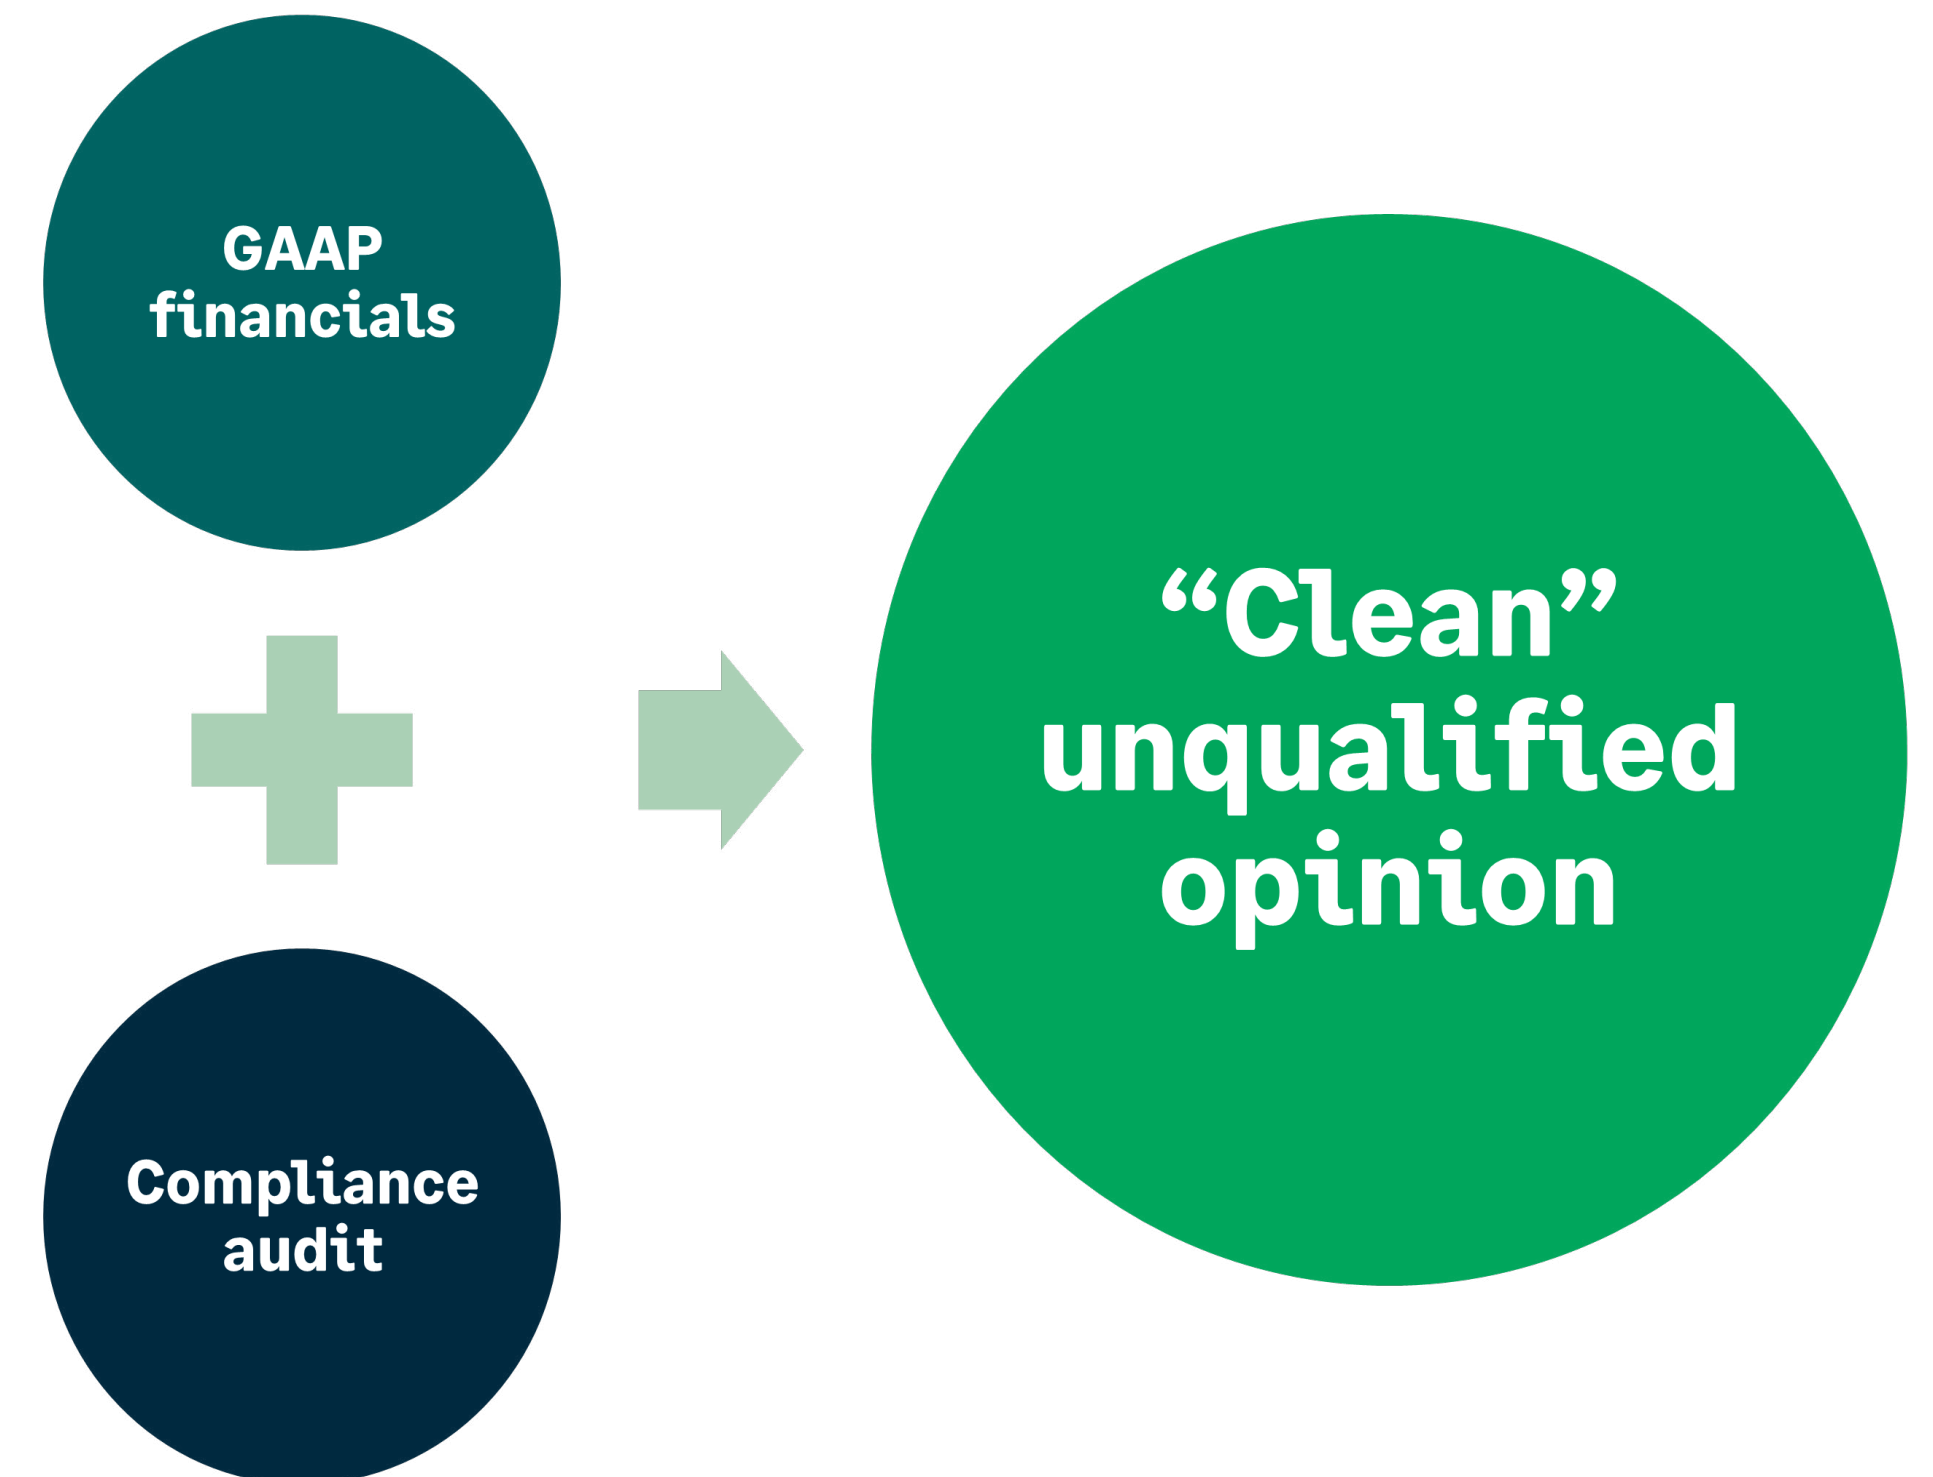 GAAP
financials
“Clean”
unqualified
opinion
Compliance
audit